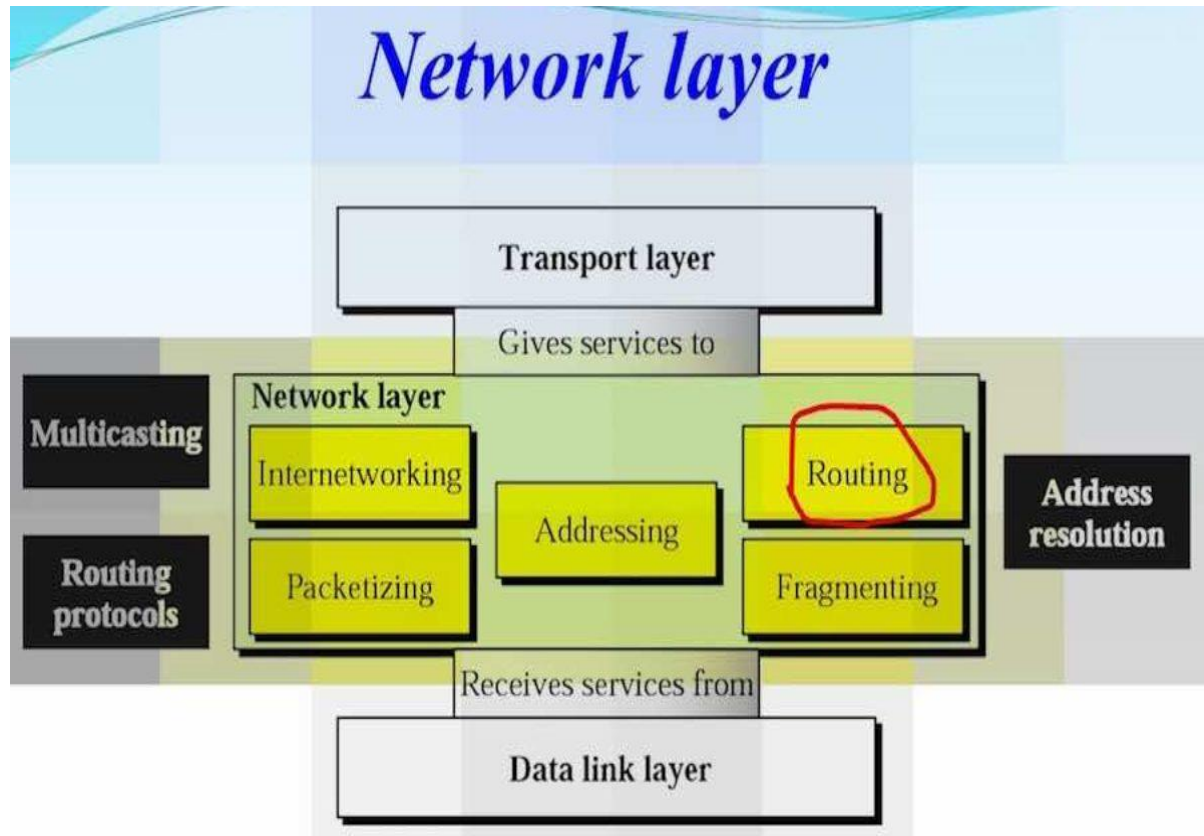 Network layer
Transport layer
Gives services to
Network layer
Multicasting
Internetworking
Routing
Addressing
Address
resolution
Routing
protocols
Packetizing
Fragmenting
Receives services from
Data link layer